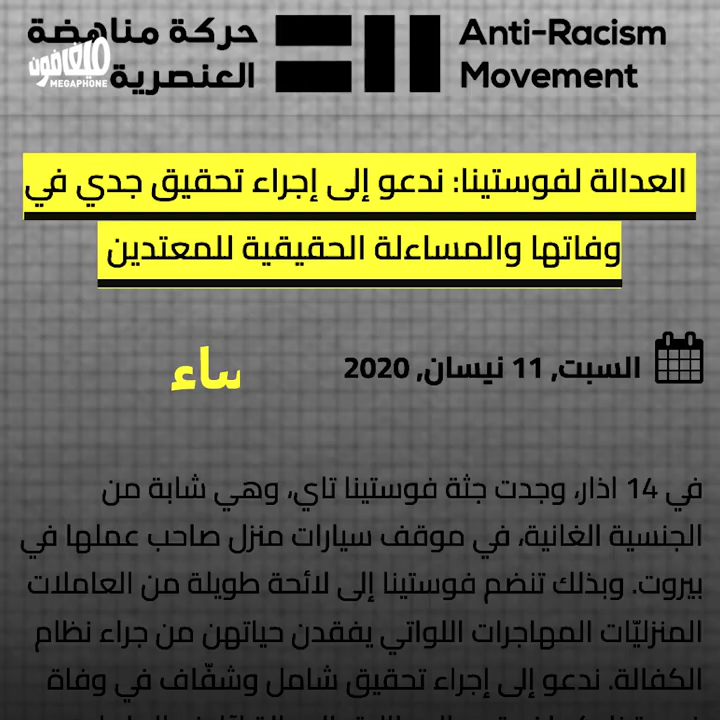 حركة مناهضة
العنصرية
Anti-Racism
Movement
ميغافون
MEGAPHONE
العدالة لفوستينا: ندعو إلى إجراء تحقيق جدي في
وفاتها والمساءلة الحقيقية للمعتدين
السبت, 11 نيسان, 2020
في 14 اذار، وجدت جثة فوستينا تاي، وهي شابة من
الجنسية الغانية، في موقف سيارات منزل صاحب عملها في
بيروت. وبذلك تنضم فوستينا إلى لائحة طويلة من العاملات
المنزليّات المهاجرات اللواتي يفقدن حياتهن من جراء نظام
الكفالة. ندعو إلى إجراء تحقيق شامل وشفّاف في وفاة